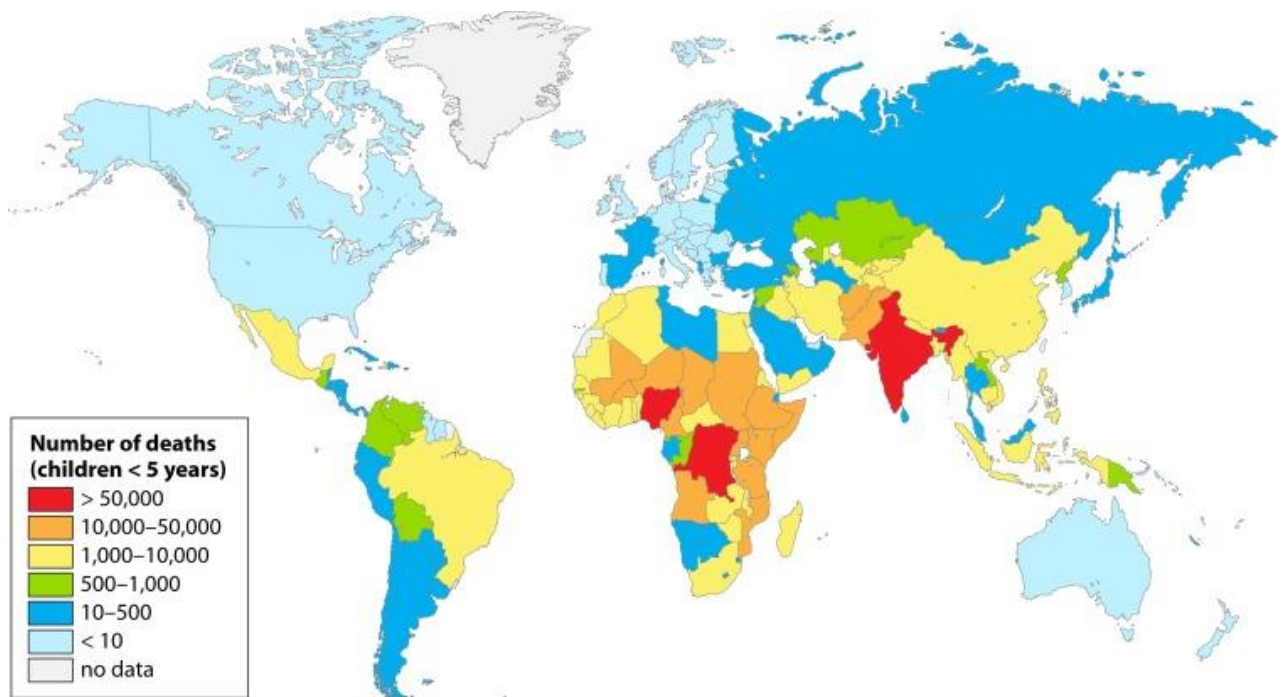 Number of deaths
(children < 5 years)
> 50,000
10,000–50,000
1,000–10,000
500–1,000
10–500
< 10
no data